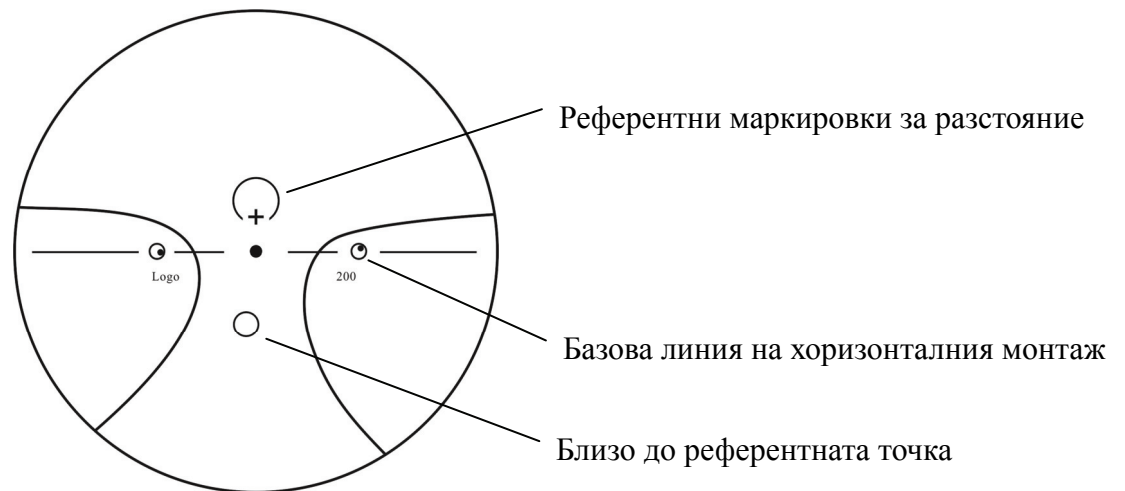 Референтни маркировки за разстояние
Logo
200
Базова линия на хоризонталния монтаж
Близо до референтната точка